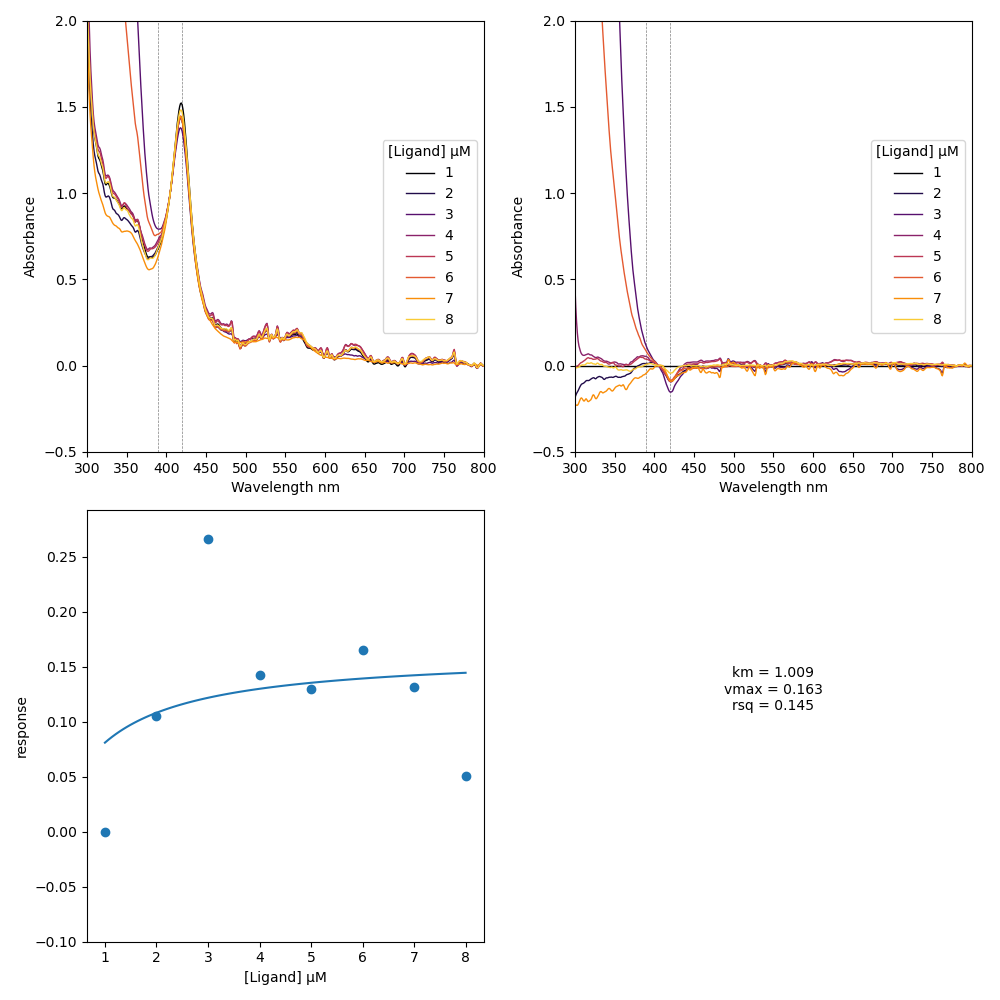 2.0
1.5
1.0
0.5
0.0
−0.5
Absorbance
300 350 400 450 500 550 600 650 700 750 800
Wavelength nm
[Ligand] μM
1
2
3
4
5
6
7
8
2.0
1.5
1.0
0.5
0.0
−0.5
Absorbance
300 350 400 450 500 550 600 650 700 750 800
Wavelength nm
[Ligand] μM
1
2
3
4
5
6
7
8
0.25
0.20
0.15
0.10
0.05
0.00
−0.05
−0.10
response
1 2 3 4 5 6 7 8
[Ligand] μM
km = 1.009
vmax = 0.163
rsq = 0.145